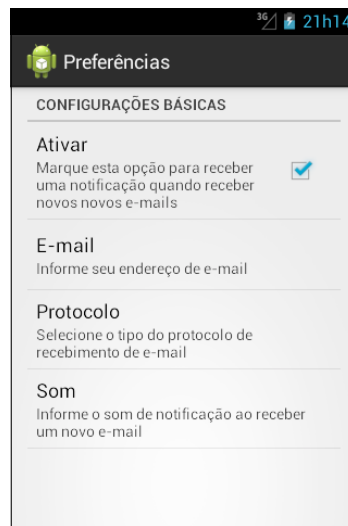 3G 21h14
Preferências
CONFIGURAÇÕES BÁSICAS
Ativar
Marque esta opção para receber
uma notificação quando receber
novos novos e-mails
E-mail
Informe seu endereço de e-mail
Protocolo
Selecione o tipo do protocolo de
recebimento de e-mail
Som
Informe o som de notificação ao receber
um novo e-mail